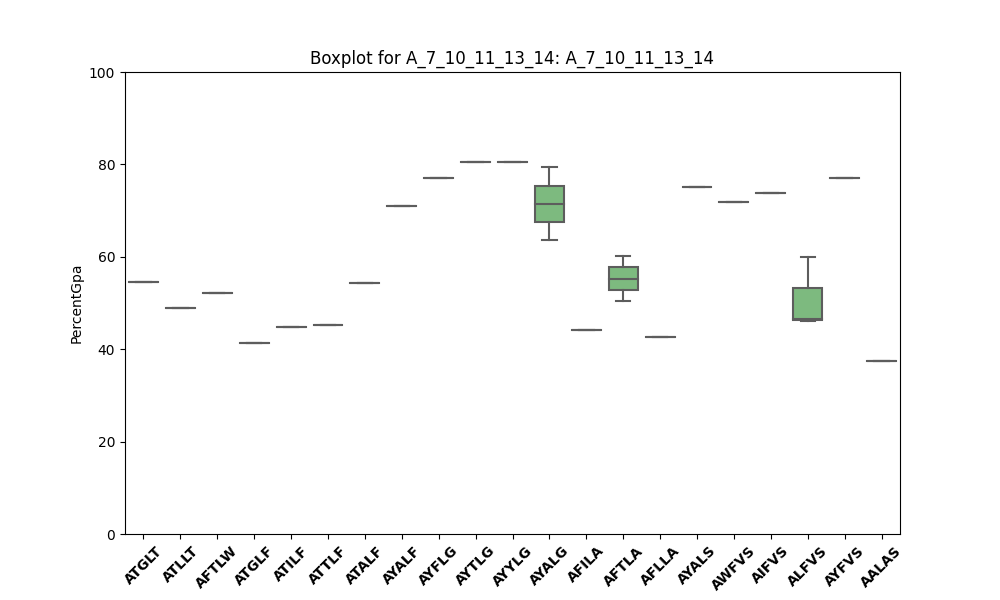 Boxplot for A_7_10_11_13_14: A_7_10_11_13_14
100
80
60
40
20
0
PercentGpa
ATGLT
ATLLT
AFTLW
ATGLF
ATILF
ATTLF
ATALF
AYALF
AYFLG
AYTLG
AYYLG
AYALG
AFILA
AFTLA
AFLLA
AYALS
AWFVS
AIFVS
ALFVS
AYFVS
AALAS